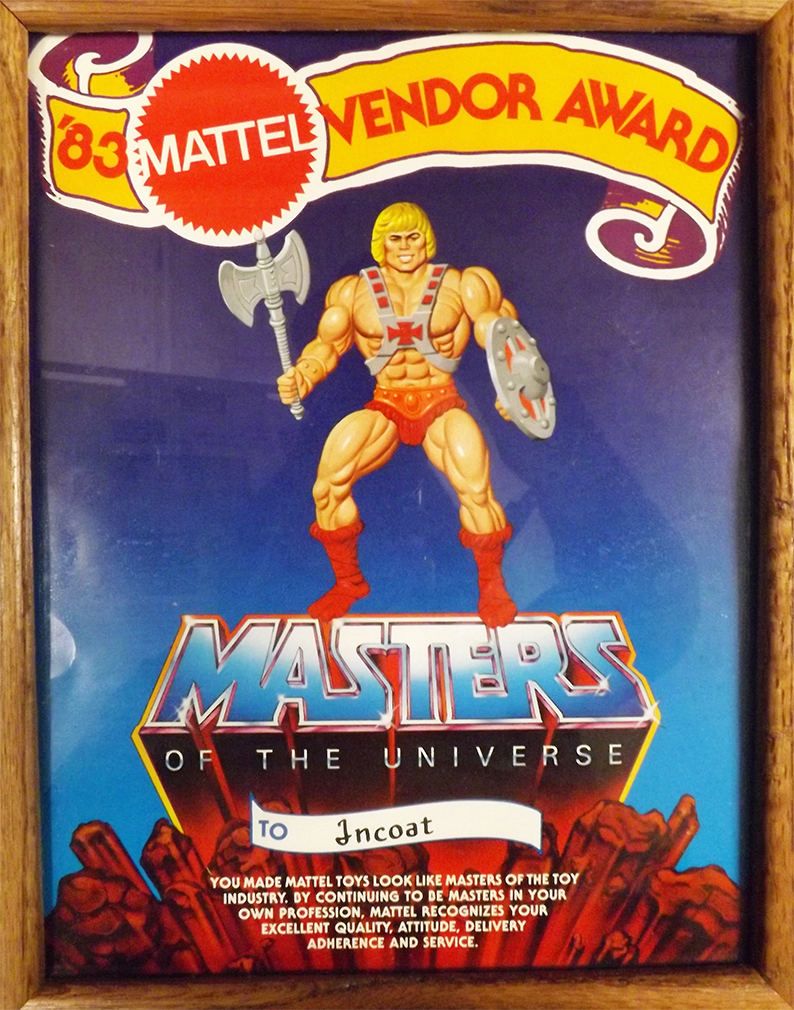 '83 MATTEL VENDOR AWARD
MASTERS
OF THE UNIVERSE
TO Incoat
YOU MADE MATTEL TOYS LOOK LIKE MASTERS OF THE TOY
INDUSTRY. BY CONTINUING TO BE MASTERS IN YOUR
OWN PROFESSION, MATTEL RECOGNIZES YOUR
EXCELLENT QUALITY, ATTITUDE, DELIVERY
ADHERENCE AND SERVICE.